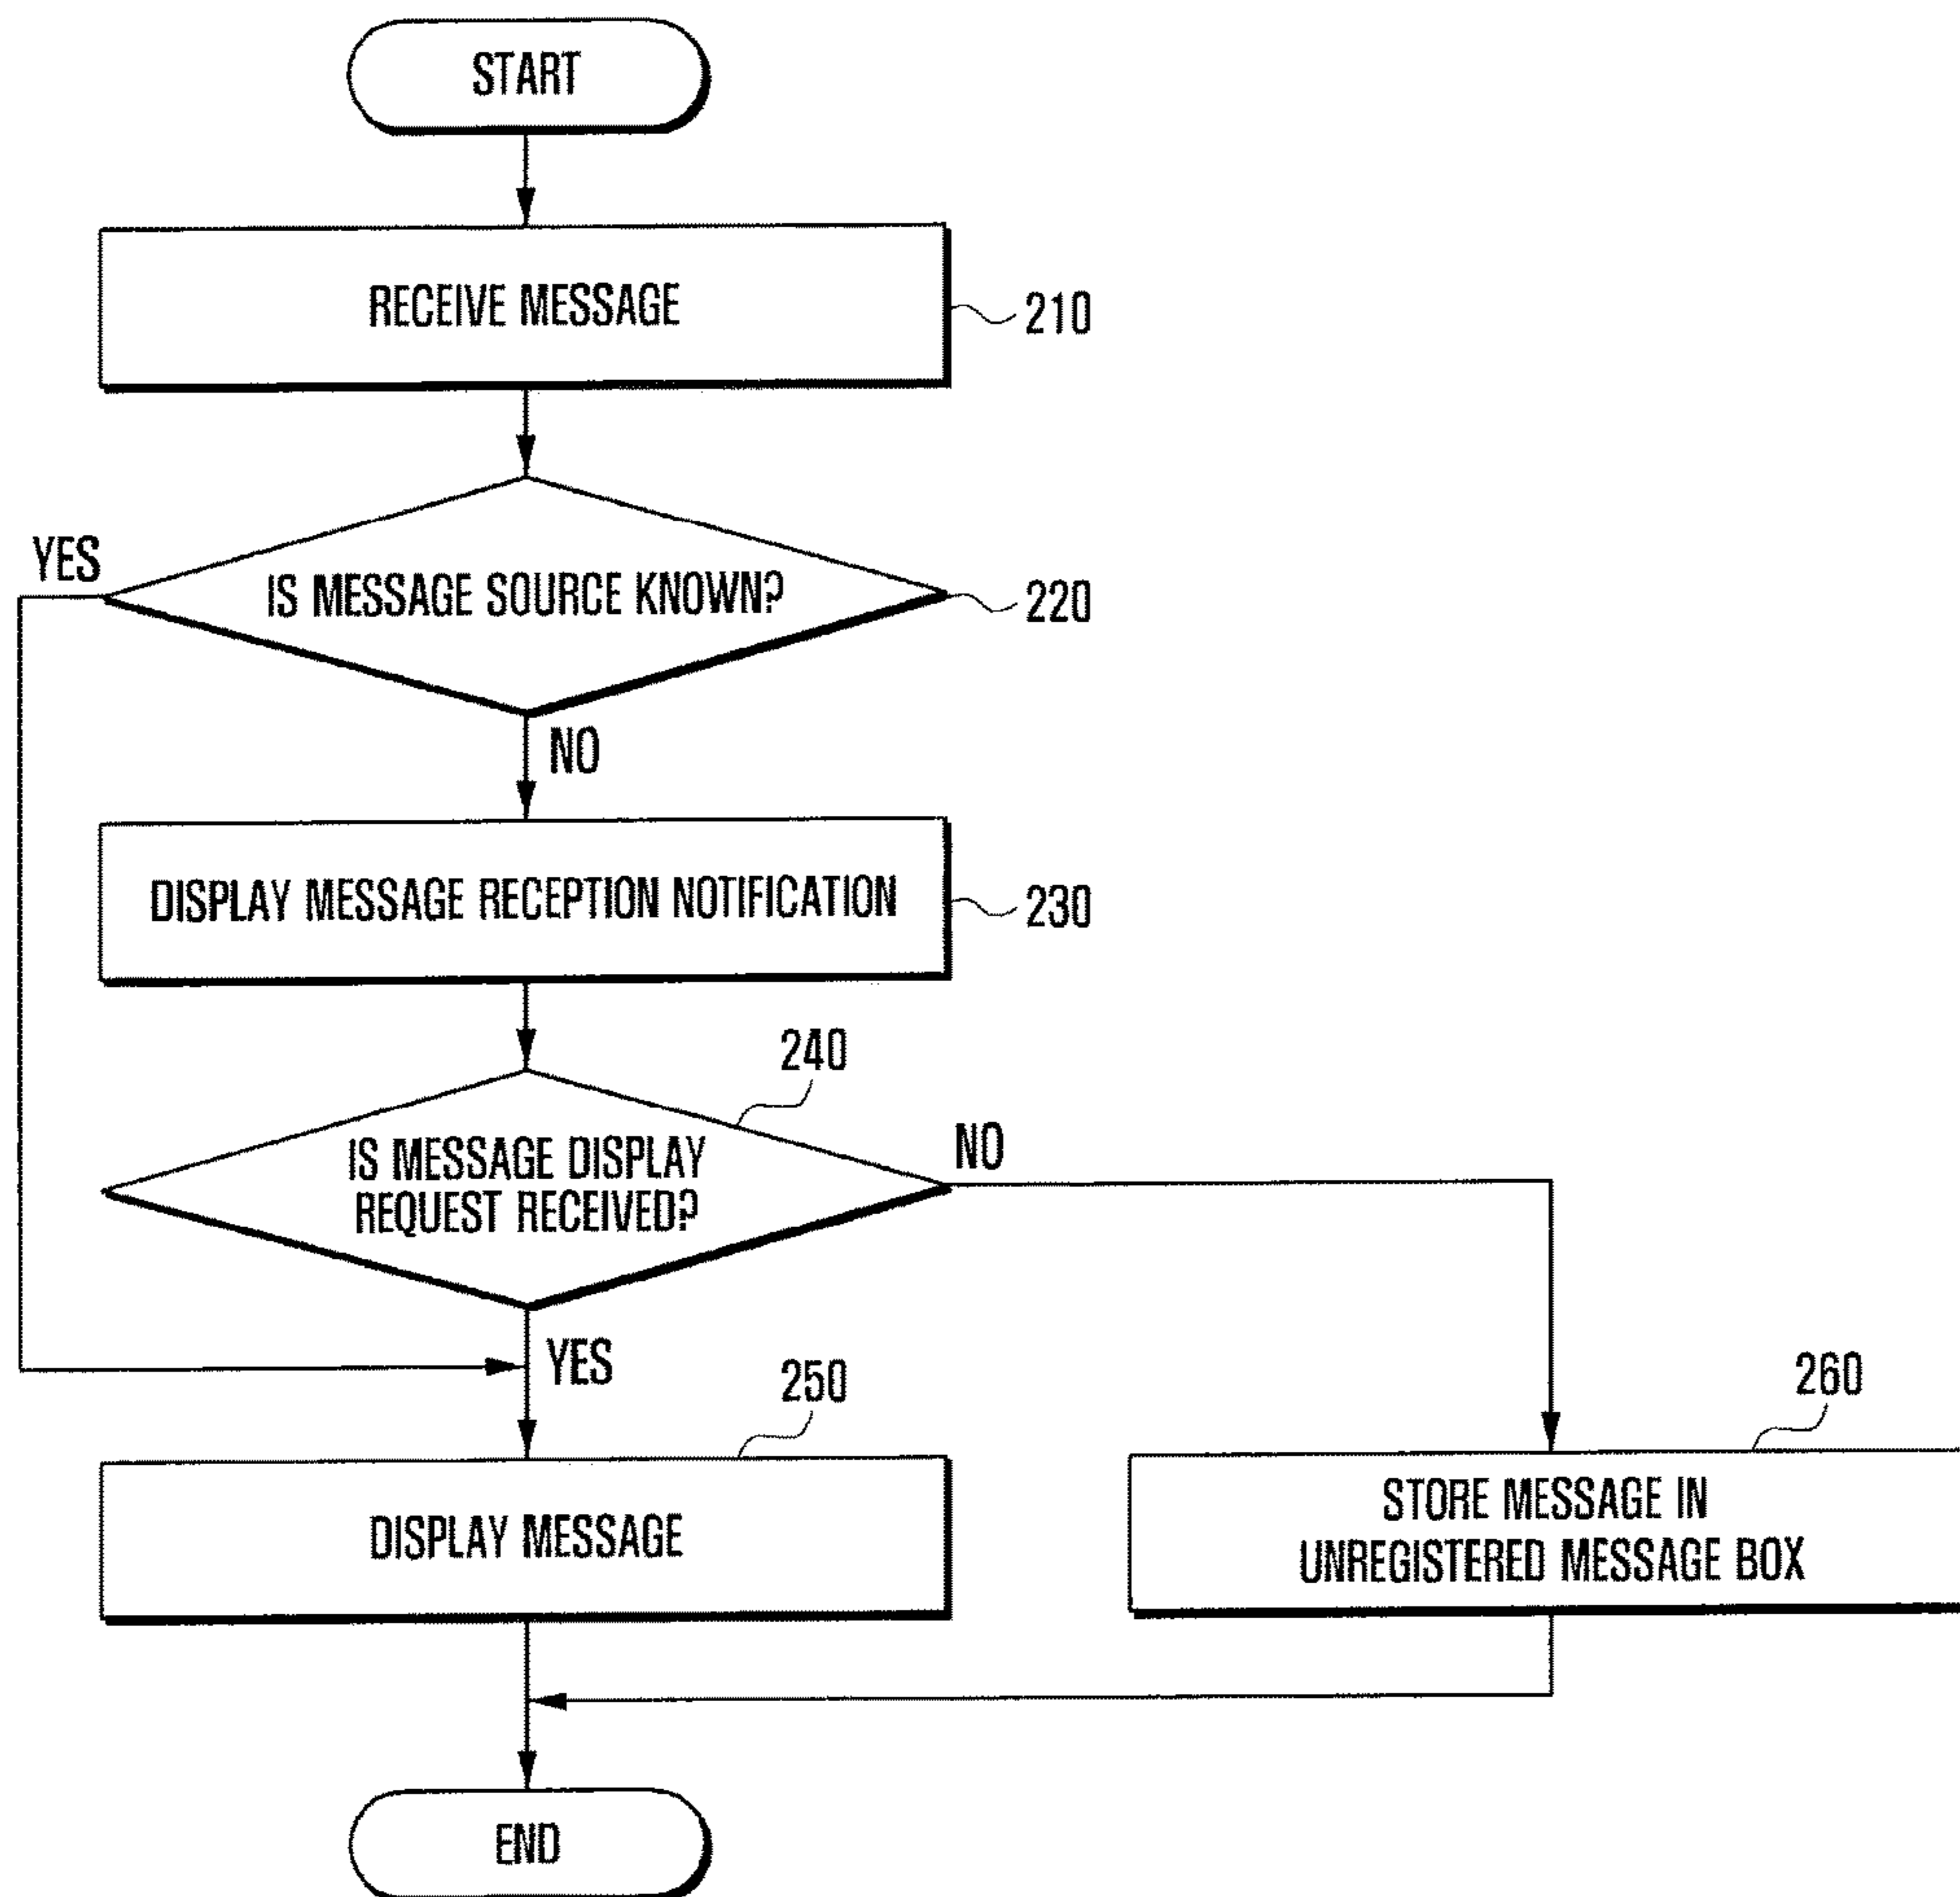 START
RECEIVE MESSAGE
210
YES
IS MESSAGE SOURCE KNOWN?
220
NO
DISPLAY MESSAGE RECEPTION NOTIFICATION
230
240
IS MESSAGE DISPLAY
REQUEST RECEIVED?
NO
YES
250
260
DISPLAY MESSAGE
STORE MESSAGE IN
UNREGISTERED MESSAGE BOX
END